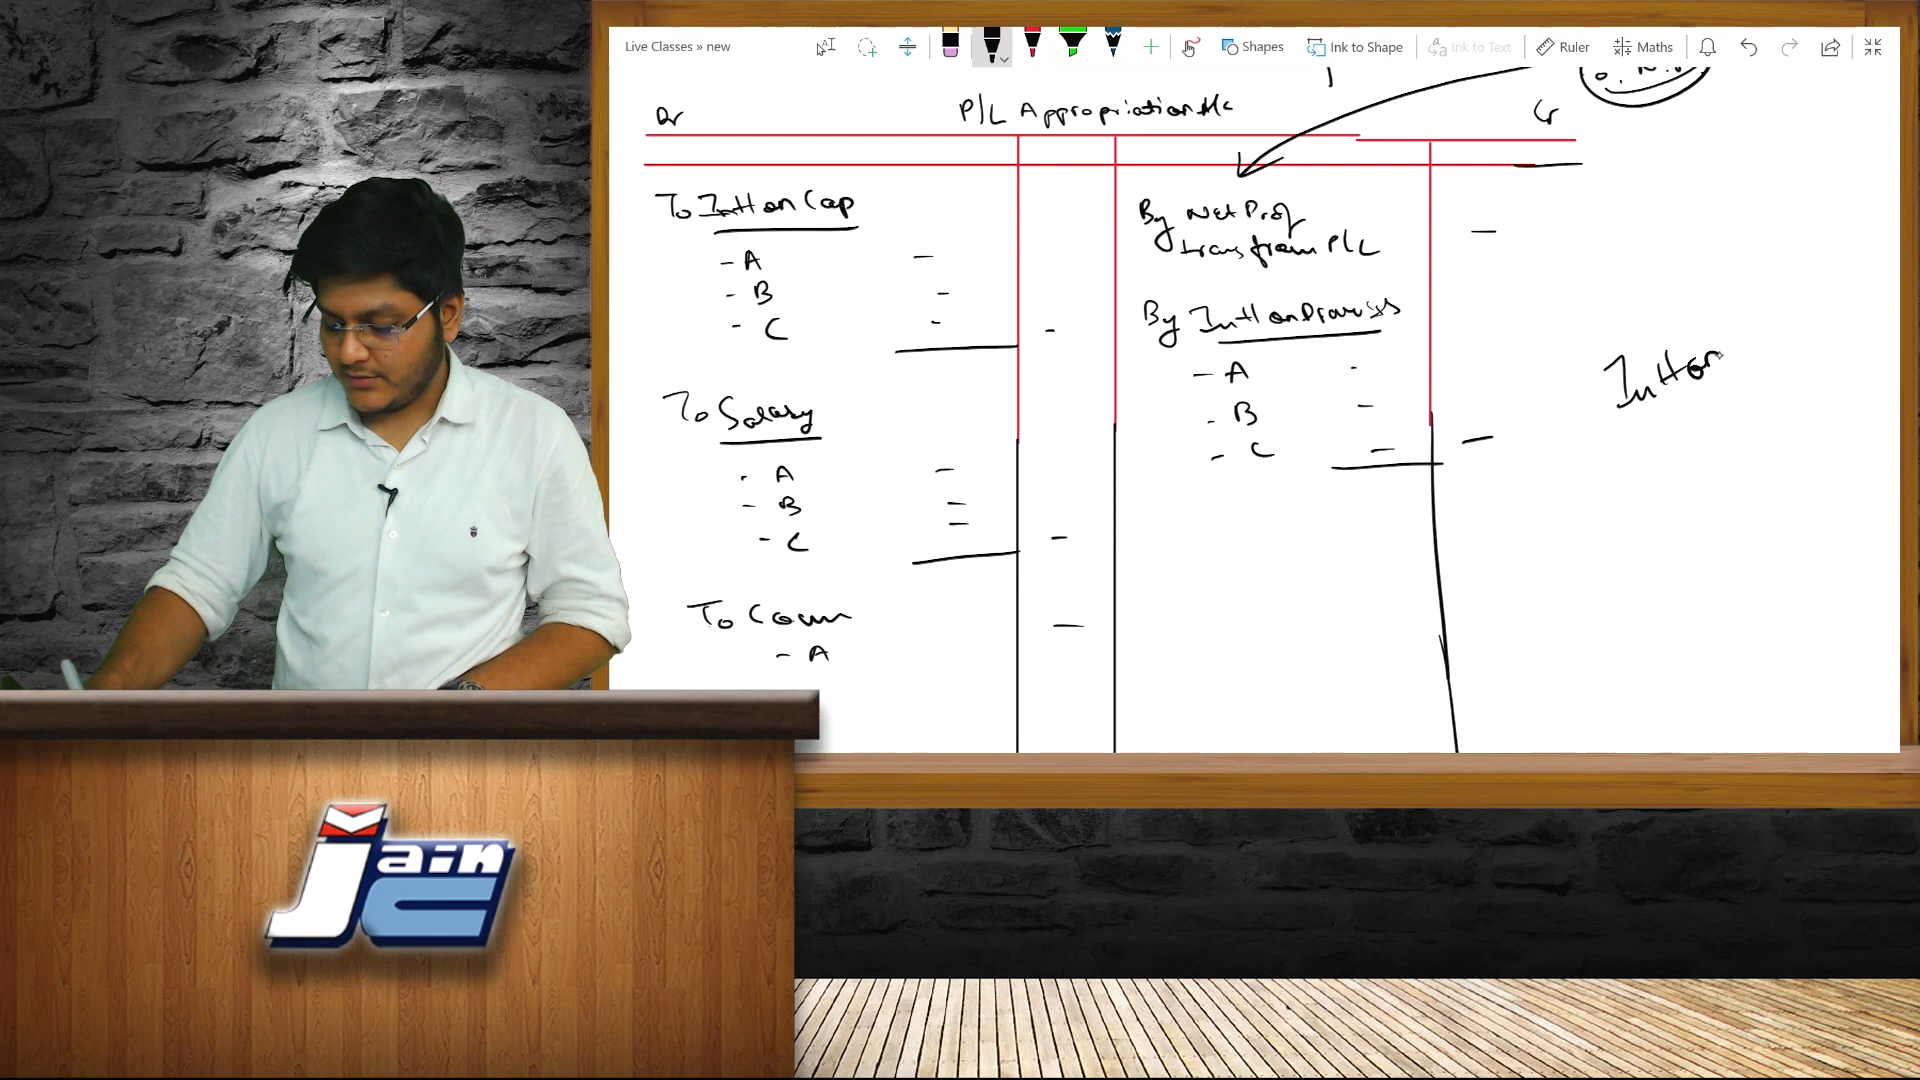 Live Classes » new
Shapes
Ink to Shape
Ink to Text
Ruler
Maths
Dr
P/L Appropriation A/c
Cr
To Intt on Cap
- A -
- B -
- C - -
To Salary
- A -
- B =
- C - -
To Comm -
- A
By Net Prof
trans from P/L -
By Intt on Drawings
- A -
- B -
- C - -
Intt on
Jain
C